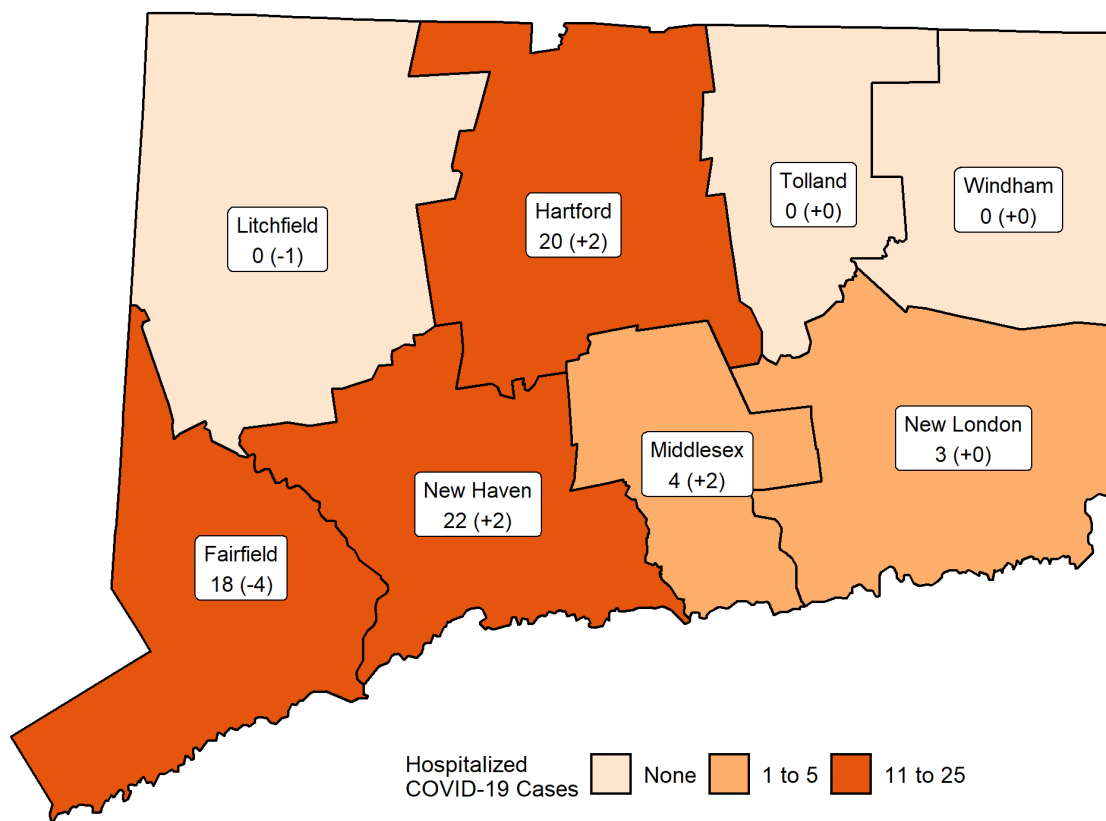 Tolland
0 (+0)
Windham
0 (+0)
Hartford
20 (+2)
Litchfield
0 (-1)
New London
3 (+0)
Middlesex
4 (+2)
New Haven
22 (+2)
Fairfield
18 (-4)
Hospitalized
COVID-19 Cases
None
1 to 5
11 to 25